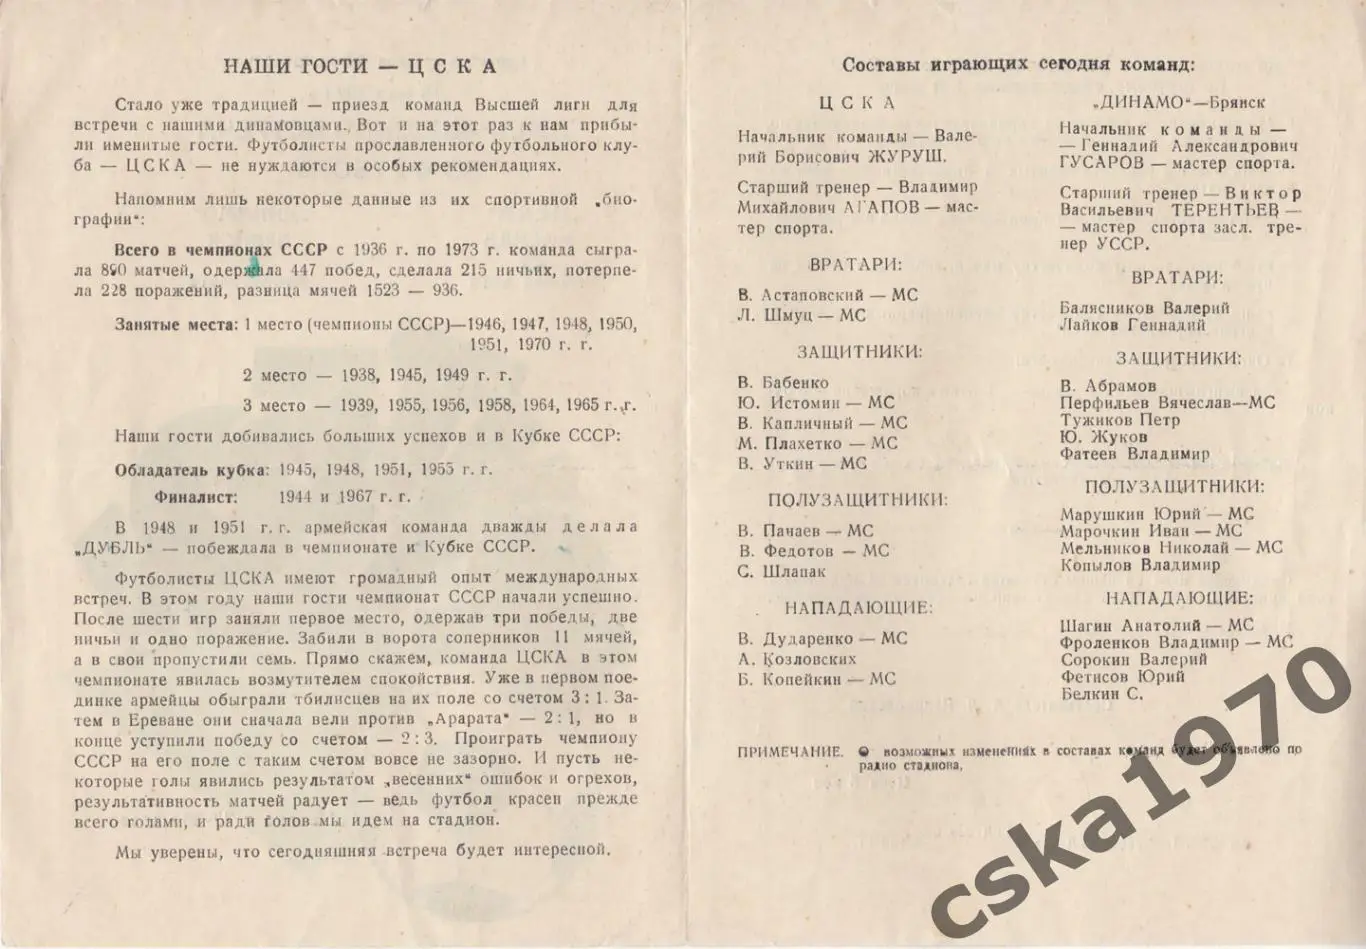 НАШИ ГОСТИ — ЦСКА
Стало уже традицией — приезд команд Высшей лиги для
встречи с нашими динамовцами. Вот и на этот раз к нам прибы-
ли именитые гости. Футболисты прославленного футбольного клу-
ба — ЦСКА — не нуждаются в особых рекомендациях.
Напомним лишь некоторые данные из их спортивной „био-
графии“:
Всего в чемпионах СССР с 1936 г. по 1973 г. команда сыгра-
ла 890 матчей, одержала 447 побед, сделала 215 ничьих, потерпе-
ла 228 поражений, разница мячей 1523 — 936.
Занятые места: 1 место (чемпионы СССР)—1946, 1947, 1948, 1950,
1951, 1970 г. г.
2 место — 1938, 1945, 1949 г. г.
3 место — 1939, 1955, 1956, 1958, 1964, 1965 г. г.
Наши гости добивались больших успехов и в Кубке СССР:
Обладатель кубка: 1945, 1948, 1951, 1955 г. г.
Финалист: 1944 и 1967 г. г.
В 1948 и 1951 г. г. армейская команда дважды делала
„ДУБЛЬ“ — побеждала в чемпионате и Кубке СССР.
Футболисты ЦСКА имеют громадный опыт международных
встреч. В этом году наши гости чемпионат СССР начали успешно.
После шести игр заняли первое место, одержав три победы, две
ничьи и одно поражение. Забили в ворота соперников 11 мячей,
а в свои пропустили семь. Прямо скажем, команда ЦСКА в этом
чемпионате явилась возмутителем спокойствия. Уже в первом пое-
динке армейцы обыграли тбилисцев на их поле со счетом 3 : 1. За-
тем в Ереване они сначала вели против „Арарата“ — 2 : 1, но в
конце уступили победу со счетом — 2 : 3. Проиграть чемпиону
СССР на его поле с таким счетом вовсе не зазорно. И пусть не-
которые голы явились результатом „весенних“ ошибок и огрехов,
результативность матчей радует — ведь футбол красен прежде
всего голами, и ради голов мы идем на стадион.
Мы уверены, что сегодняшняя встреча будет интересной.
Составы играющих сегодня команд:
ЦСКА
Начальник команды — Вале-
рий Борисович ЖУРУШ.
Старший тренер — Владимир
Михайлович АГАПОВ — мас-
тер спорта.
ВРАТАРИ:
В. Астаповский — МС
Л. Шмуц — МС
ЗАЩИТНИКИ:
В. Бабенко
Ю. Истомин — МС
В. Капличный — МС
М. Плахетко — МС
В. Уткин — МС
ПОЛУЗАЩИТНИКИ:
В. Пачаев — МС
В. Федотов — МС
С. Шлапак
НАПАДАЮЩИЕ:
В. Дударенко — МС
А. Козловских
Б. Копейкин — МС
„ДИНАМО“—Брянск
Начальник команды —
— Геннадий Александрович
ГУСАРОВ — мастер спорта.
Старший тренер — Виктор
Васильевич ТЕРЕНТЬЕВ —
— мастер спорта засл. тре-
нер УССР.
ВРАТАРИ:
Балясников Валерий
Лайков Геннадий
ЗАЩИТНИКИ:
В. Абрамов
Перфильев Вячеслав—МС
Тужиков Петр
Ю. Жуков
Фатеев Владимир
ПОЛУЗАЩИТНИКИ:
Марушкин Юрий — МС
Марочкин Иван — МС
Мельников Николай — МС
Копылов Владимир
НАПАДАЮЩИЕ:
Шагин Анатолий — МС
Фроленков Владимир — МС
Сорокин Валерий
Фетисов Юрий
Белкин С.
ПРИМЕЧАНИЕ. О возможных изменениях в составах команд будет объявлено по
радио стадиона.
cska1970